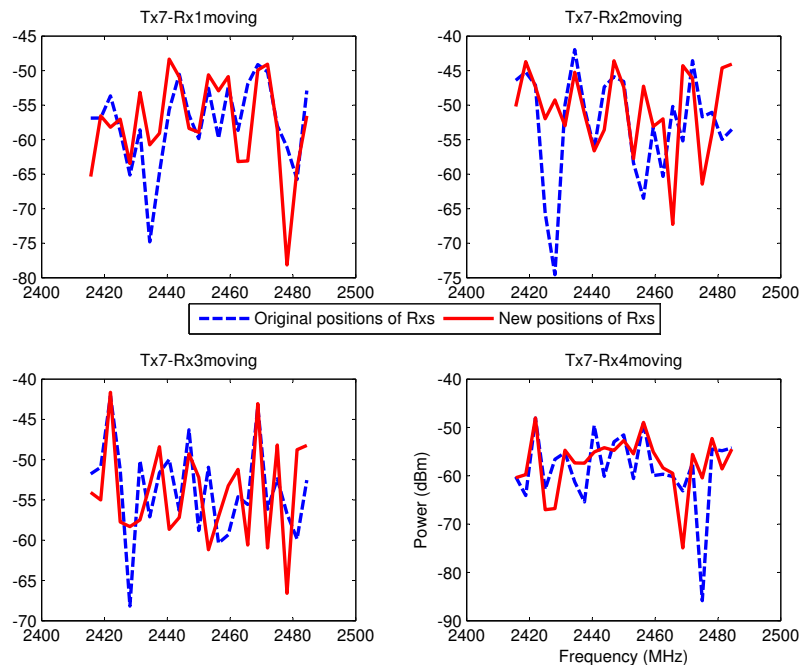 Tx7-Rx1moving
Tx7-Rx2moving
-45
-50
-55
-60
-65
-70
-75
-80
2400 2420 2440 2460 2480 2500
-40
-45
-50
-55
-60
-65
-70
-75
2400 2420 2440 2460 2480 2500
Original positions of Rxs New positions of Rxs
Tx7-Rx3moving
Tx7-Rx4moving
-40
-45
-50
-55
-60
-65
-70
2400 2420 2440 2460 2480 2500
Power (dBm)
-40
-50
-60
-70
-80
-90
2400 2420 2440 2460 2480 2500
Frequency (MHz)